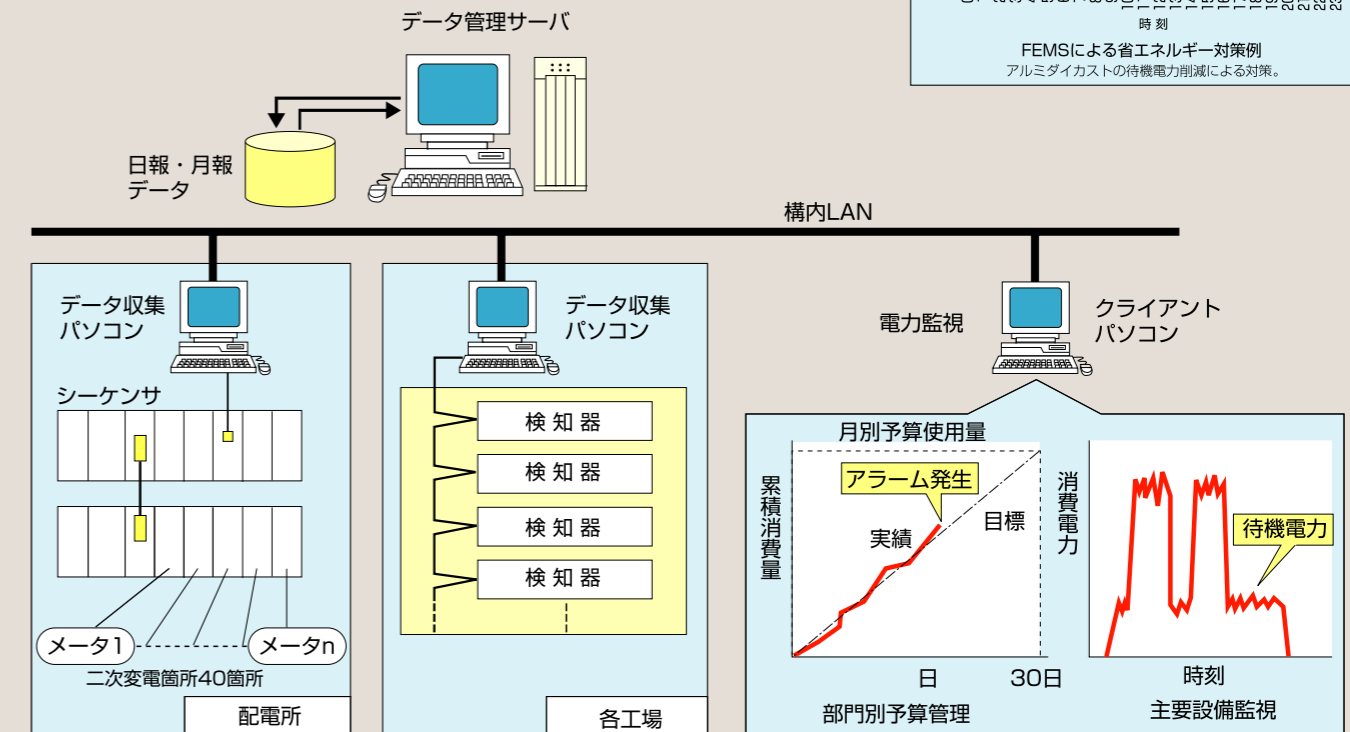 時 刻
FEMSによる省エネルギー対策例
アルミダイカストの待機電力削減による対策。
データ管理サーバ
日報・月報
データ
構内LAN
データ収集
パソコン
シーケンサ
メータ1
メータn
二次変電箇所40箇所
配電所
データ収集
パソコン
検 知 器
検 知 器
検 知 器
検 知 器
各工場
電力監視
クライアント
パソコン
月別予算使用量
累積消費量
アラーム発生
実績
目標
日
30日
部門別予算管理
消費電力
待機電力
時刻
主要設備監視